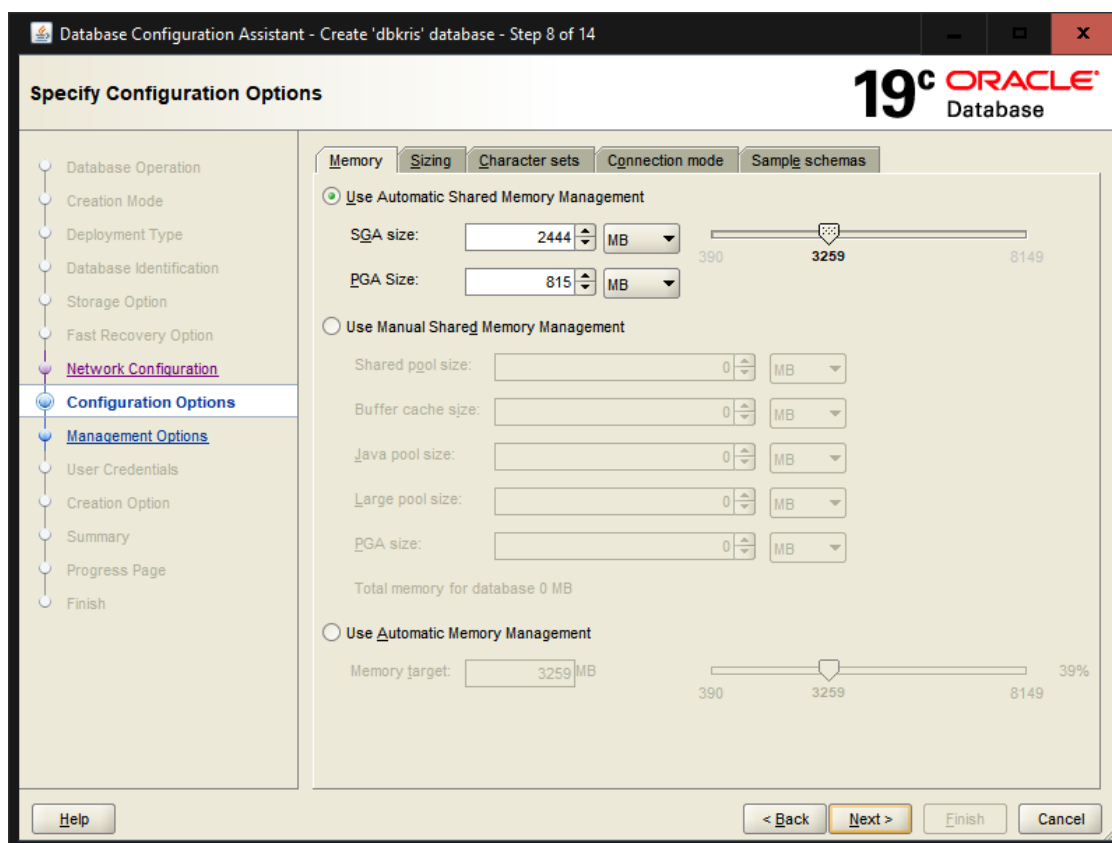 Database Configuration Assistant - Create 'dbkris' database - Step 8 of 14
Specify Configuration Options
19c ORACLE Database
Database Operation
Creation Mode
Deployment Type
Database Identification
Storage Option
Fast Recovery Option
Network Configuration
Configuration Options
Management Options
User Credentials
Creation Option
Summary
Progress Page
Finish
Memory Sizing Character sets Connection mode Sample schemas
Use Automatic Shared Memory Management
SGA size: 2444 MB
390 3259 8149
PGA Size: 815 MB
Use Manual Shared Memory Management
Shared pool size: 0 MB
Buffer cache size: 0 MB
Java pool size: 0 MB
Large pool size: 0 MB
PGA size: 0 MB
Total memory for database 0 MB
Use Automatic Memory Management
Memory target: 3259 MB 39%
390 3259 8149
Help < Back Next > Finish Cancel